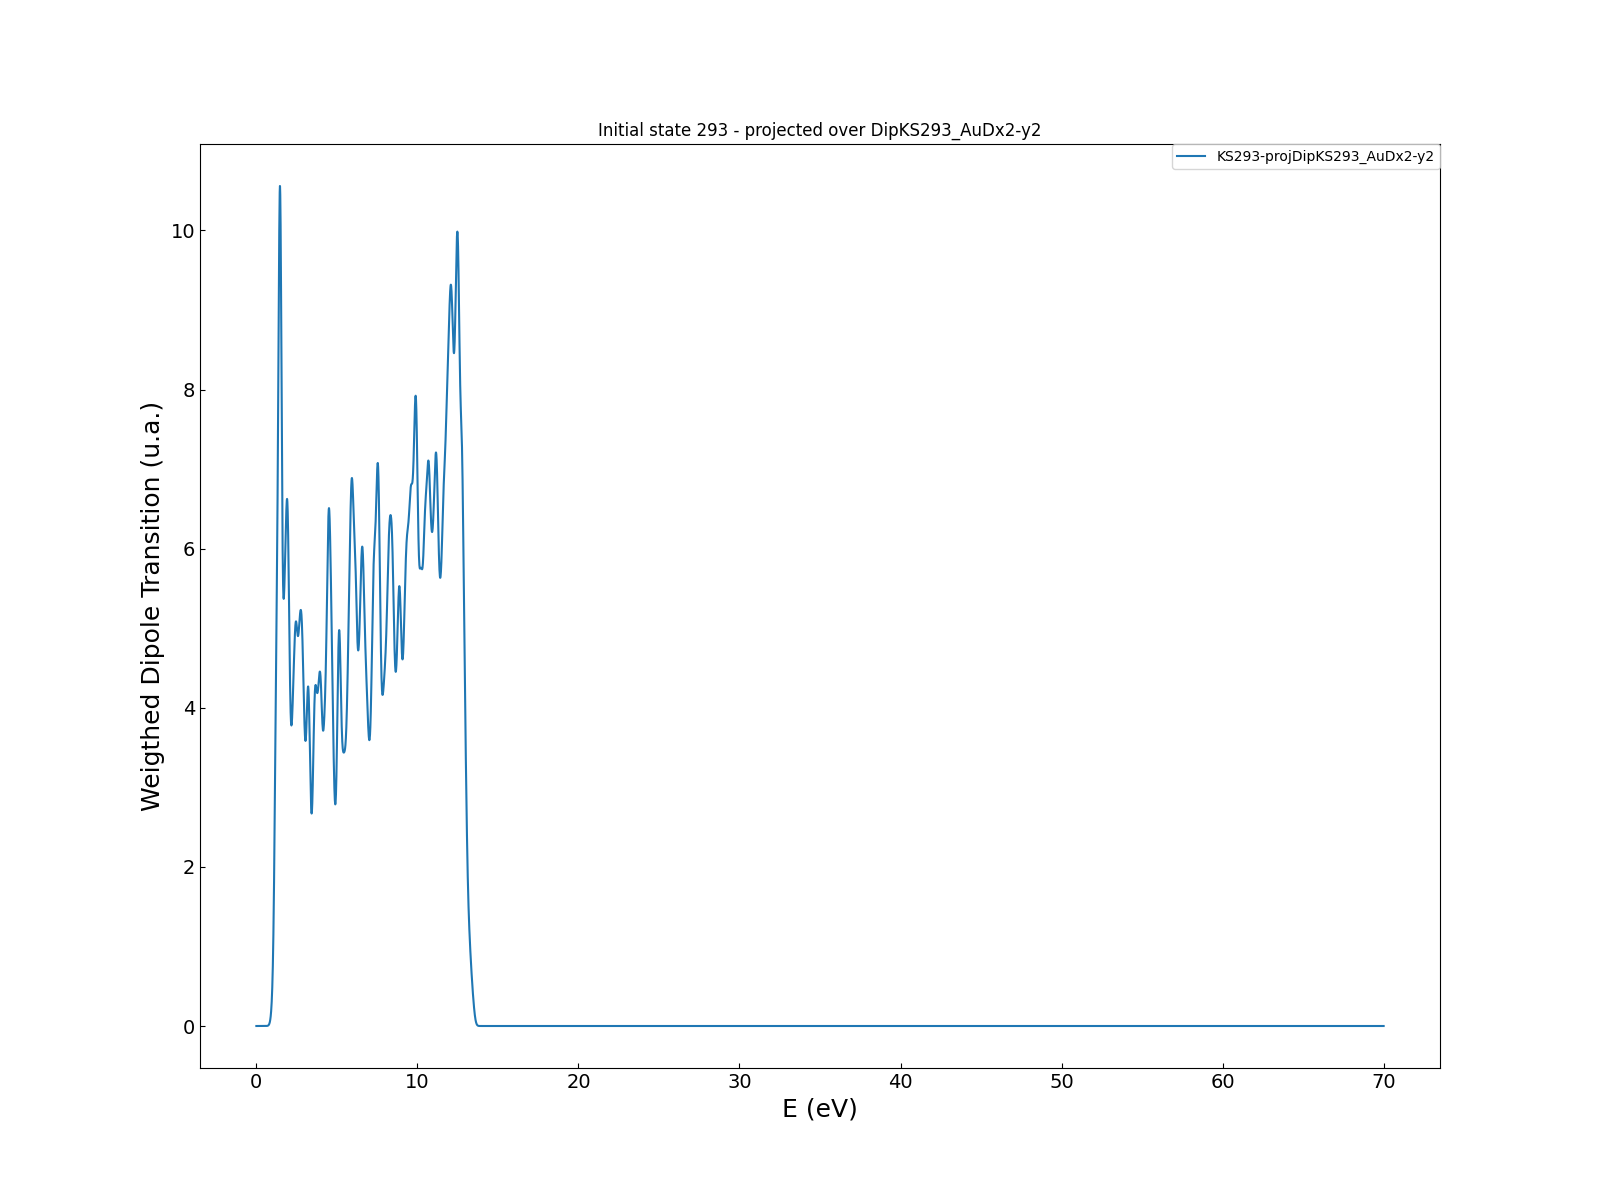 Initial state 293 - projected over DipKS293_AuDx2-y2
KS293-projDipKS293_AuDx2-y2
10
8
6
4
2
0
Weigthed Dipole Transition (u.a.)
0 10 20 30 40 50 60 70
E (eV)